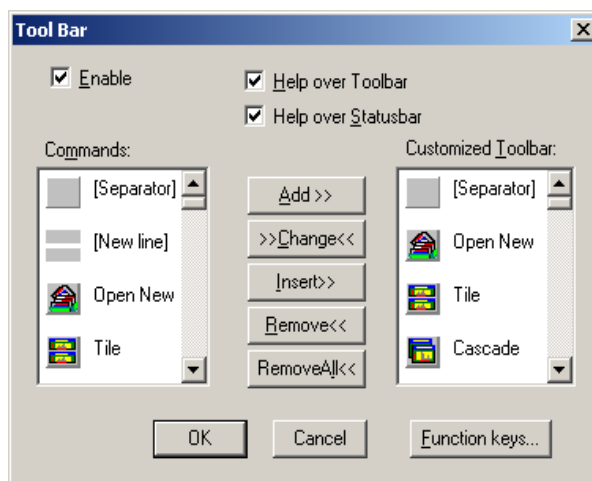 Tool Bar
Enable
Help over Toolbar
Help over Statusbar
Commands:
Customized Toolbar:
[Separator]
[New line]
Open New
Tile
Add >>
>>Change<<
Insert>>
Remove<<
RemoveAll<<
[Separator]
Open New
Tile
Cascade
OK
Cancel
Function keys...